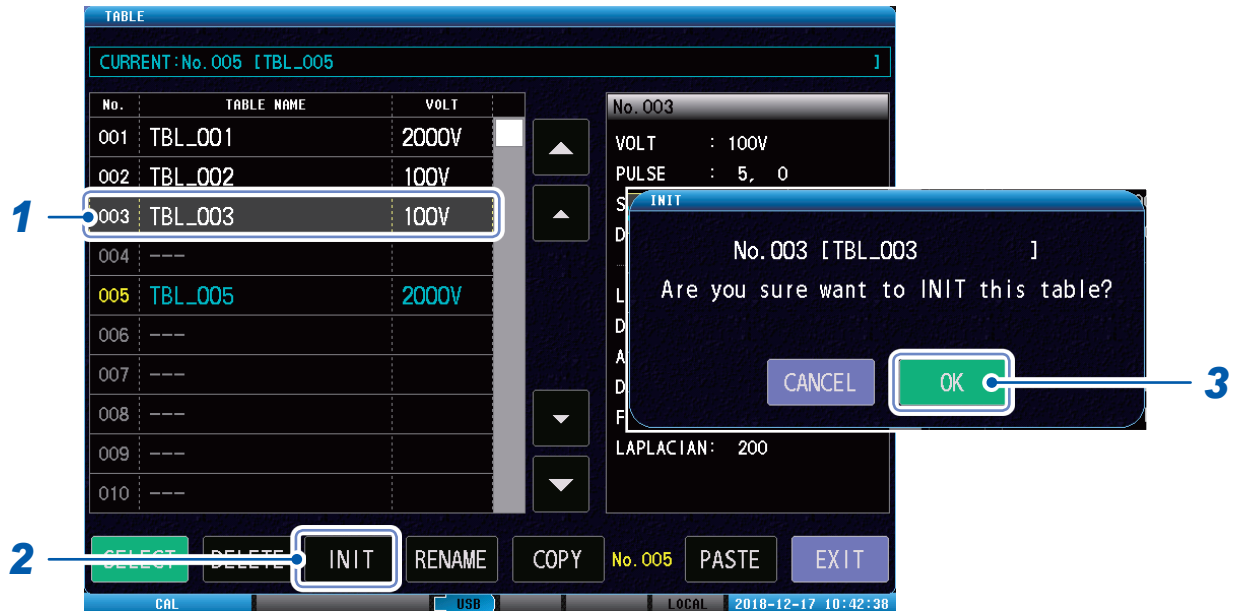 TABLE
CURRENT:No.005 [TBL_005 ]
No. TABLE NAME VOLT
001 TBL_001 2000V
002 TBL_002 100V
003 TBL_003 100V
004 ---
005 TBL_005 2000V
006 ---
007 ---
008 ---
009 ---
010 ---
No.003
VOLT : 100V
PULSE : 5, 0
S
D
L
D
A
D
F
LAPLACIAN: 200
INIT
No.003 [TBL_003 ]
Are you sure want to INIT this table?
CANCEL OK
1
2
3
SELECT DELETE INIT RENAME COPY No.005 PASTE EXIT
CAL USB LOCAL 2018-12-17 10:42:38